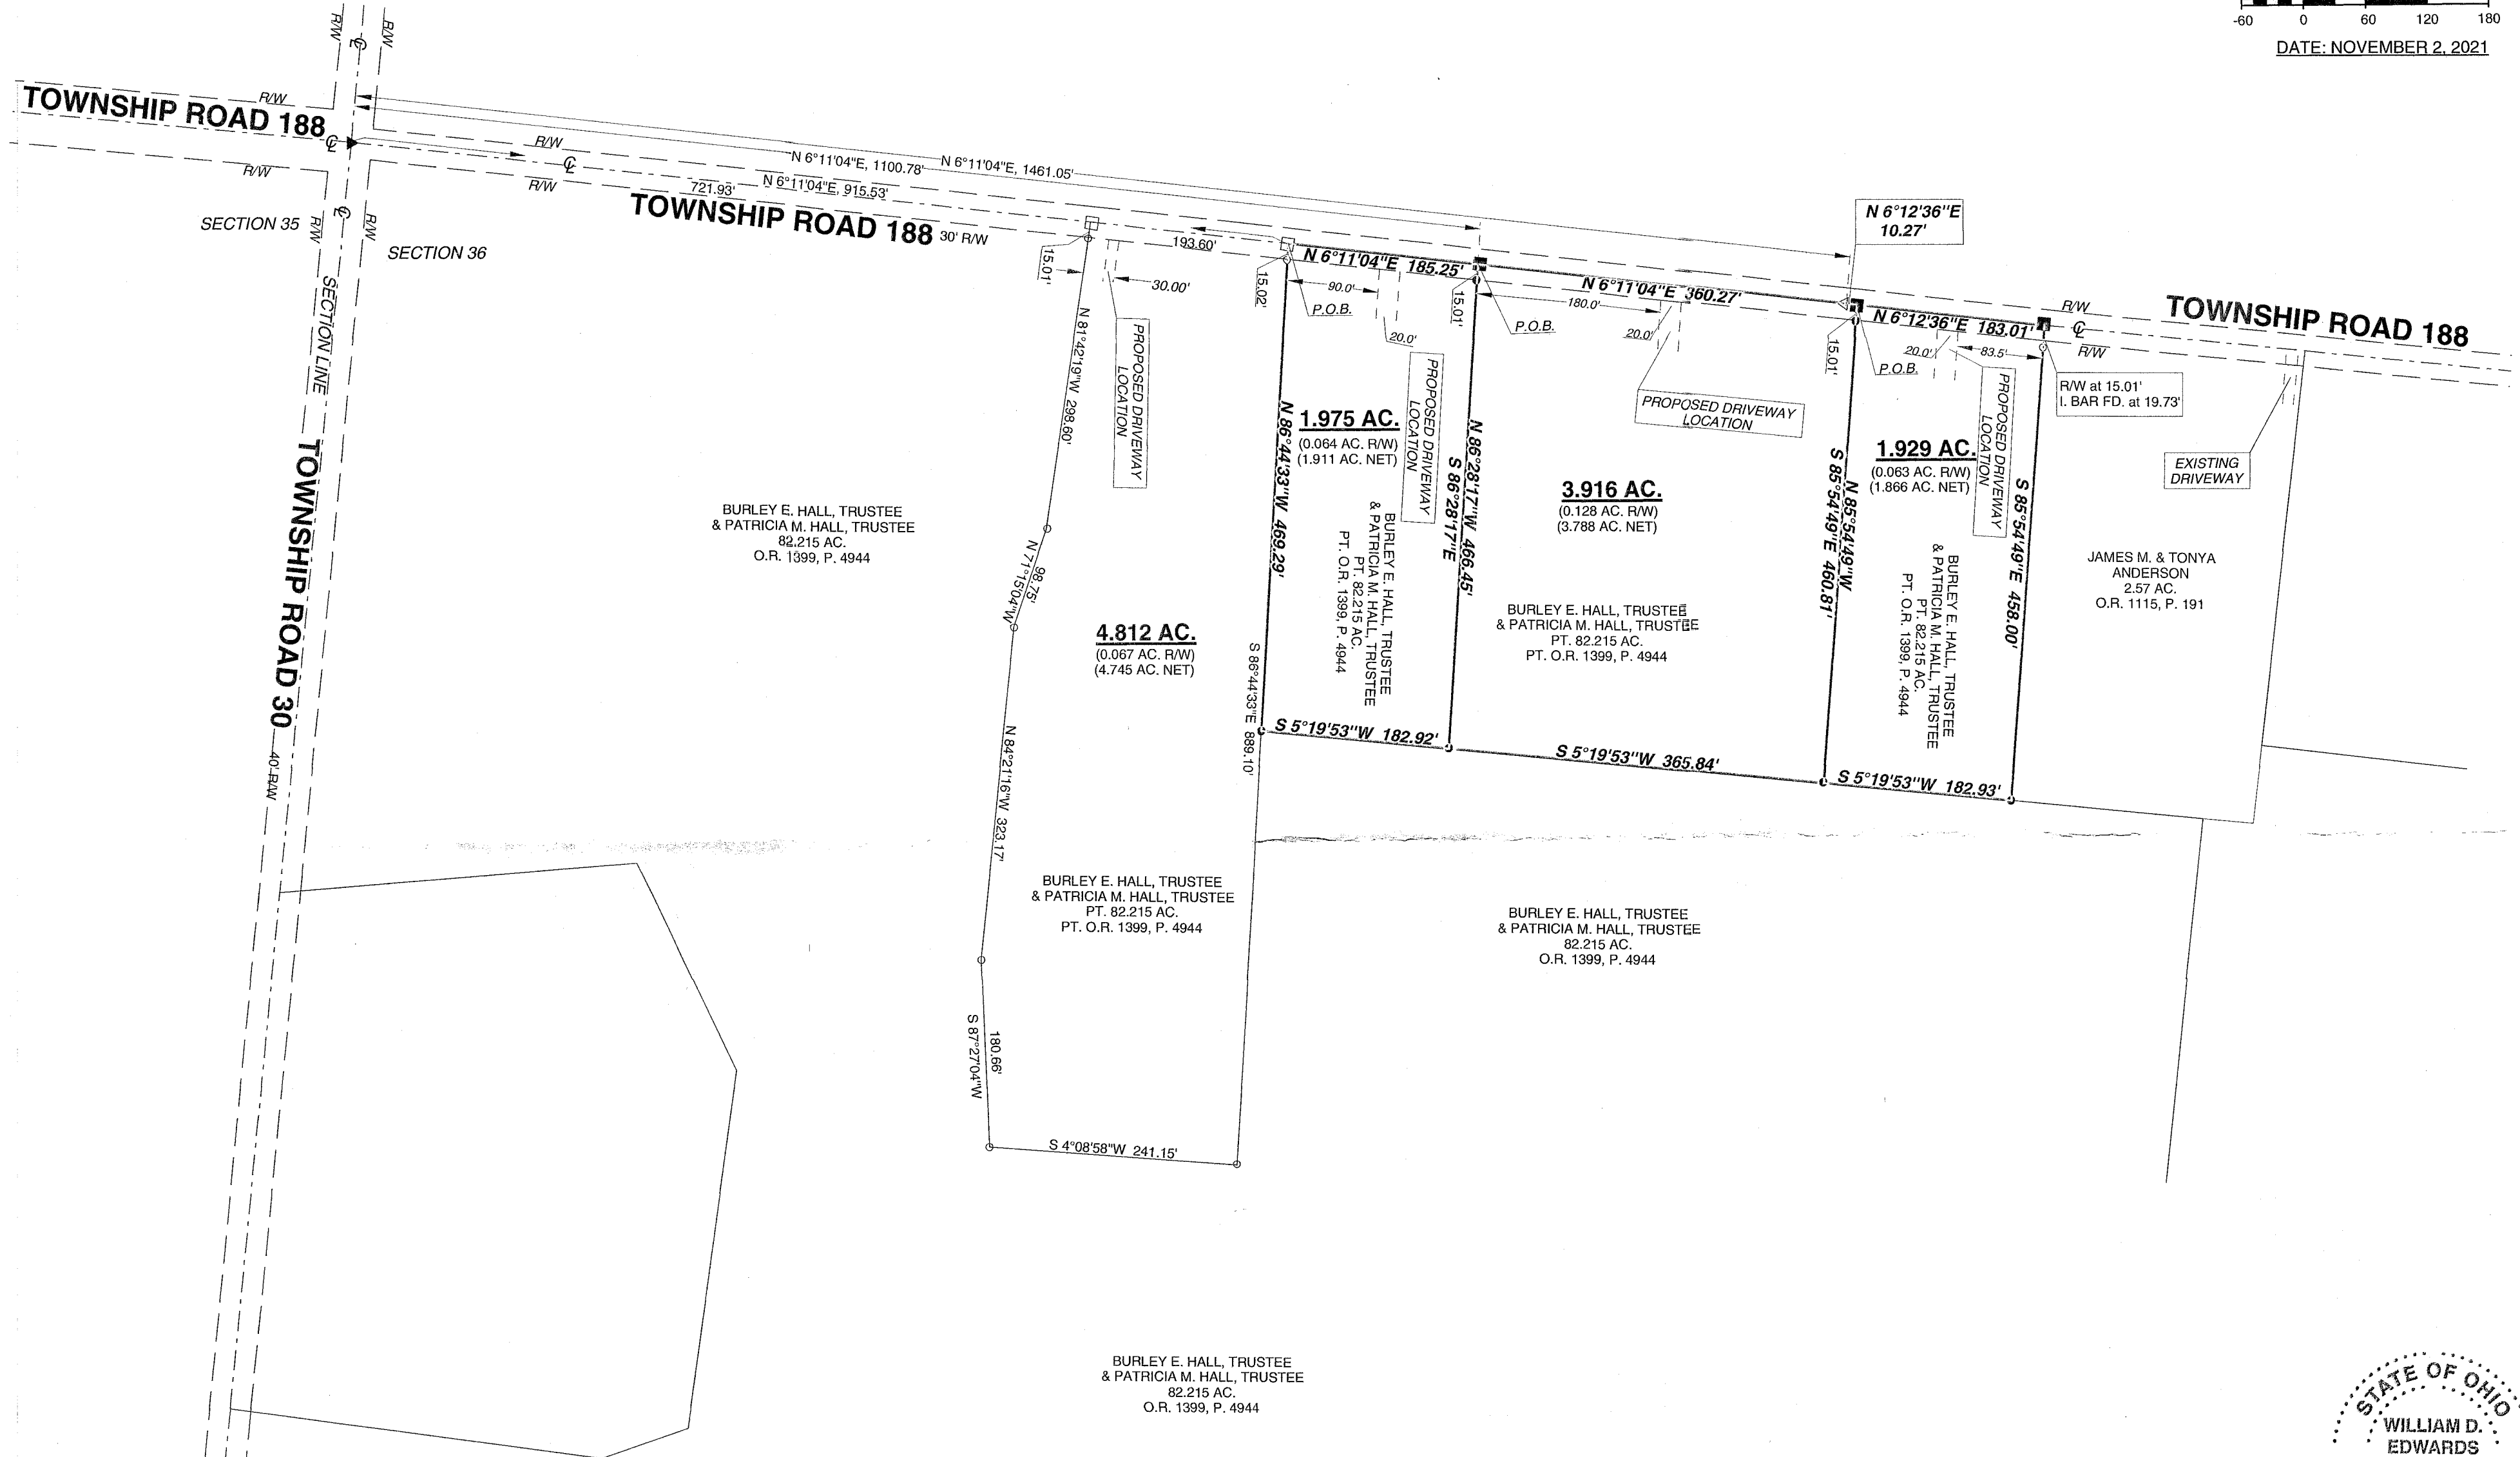 -60 0 60 120 180
DATE: NOVEMBER 2, 2021
R/W
℄
R/W
TOWNSHIP ROAD 188
R/W
℄
R/W
R/W
℄
R/W
N 6°11'04"E, 1100.78'
N 6°11'04"E, 1461.05'
721.93'
N 6°11'04"E, 915.53'
TOWNSHIP ROAD 188
30' R/W
SECTION 35
R/W
℄
R/W
SECTION 36
SECTION LINE
TOWNSHIP ROAD 30
40' R/W
193.60'
15.01'
30.00'
15.02'
N 6°11'04"E 185.25'
90.0'
P.O.B.
20.0'
15.01'
N 6°11'04"E 360.27'
180.0'
P.O.B.
20.0'
N 6°12'36"E
10.27'
N 6°12'36"E 183.01'
R/W
℄
R/W
TOWNSHIP ROAD 188
15.01'
20.0'
83.5'
P.O.B.
R/W at 15.01'
I. BAR FD. at 19.73'
N 81°42'19"W 298.60'
PROPOSED DRIVEWAY
LOCATION
N 86°44'33"W 469.29'
1.975 AC.
(0.064 AC. R/W)
(1.911 AC. NET)
PROPOSED DRIVEWAY
LOCATION
N 86°28'17"W 466.45'
S 86°28'17"E
PROPOSED DRIVEWAY
LOCATION
3.916 AC.
(0.128 AC. R/W)
(3.788 AC. NET)
N 85°54'49"W
S 85°54'49"E 460.81'
1.929 AC.
(0.063 AC. R/W)
(1.866 AC. NET)
PROPOSED DRIVEWAY
LOCATION
S 85°54'49"E 458.00'
EXISTING
DRIVEWAY
JAMES M. & TONYA
ANDERSON
2.57 AC.
O.R. 1115, P. 191
BURLEY E. HALL, TRUSTEE
& PATRICIA M. HALL, TRUSTEE
82.215 AC.
O.R. 1399, P. 4944
98.75'
N 71°15'04"W
4.812 AC.
(0.067 AC. R/W)
(4.745 AC. NET)
BURLEY E. HALL, TRUSTEE
& PATRICIA M. HALL, TRUSTEE
PT. 82.215 AC.
PT. O.R. 1399, P. 4944
BURLEY E. HALL, TRUSTEE
& PATRICIA M. HALL, TRUSTEE
PT. 82.215 AC.
PT. O.R. 1399, P. 4944
BURLEY E. HALL, TRUSTEE
& PATRICIA M. HALL, TRUSTEE
PT. 82.215 AC.
PT. O.R. 1399, P. 4944
S 86°44'33"E 889.10'
S 5°19'53"W 182.92'
S 5°19'53"W 365.84'
S 5°19'53"W 182.93'
N 84°21'16"W 323.17'
BURLEY E. HALL, TRUSTEE
& PATRICIA M. HALL, TRUSTEE
PT. 82.215 AC.
PT. O.R. 1399, P. 4944
BURLEY E. HALL, TRUSTEE
& PATRICIA M. HALL, TRUSTEE
82.215 AC.
O.R. 1399, P. 4944
180.66'
S 87°27'04"W
S 4°08'58"W 241.15'
BURLEY E. HALL, TRUSTEE
& PATRICIA M. HALL, TRUSTEE
82.215 AC.
O.R. 1399, P. 4944
STATE OF OHIO
WILLIAM D.
EDWARDS